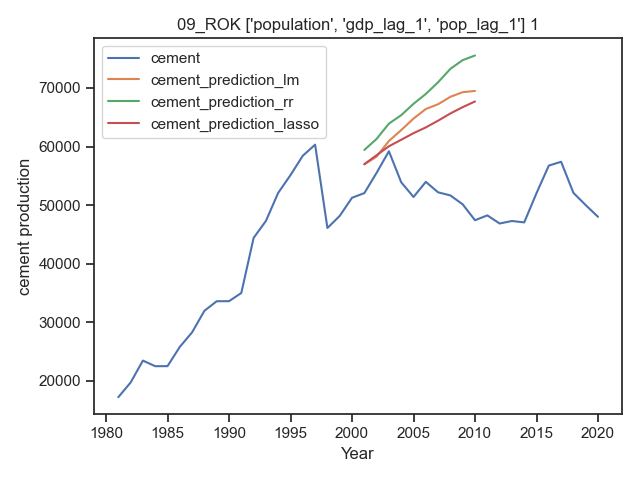 09_ROK ['population', 'gdp_lag_1', 'pop_lag_1'] 1
cement
cement_prediction_lm
cement_prediction_rr
cement_prediction_lasso
cement production
70000
60000
50000
40000
30000
20000
1980 1985 1990 1995 2000 2005 2010 2015 2020
Year